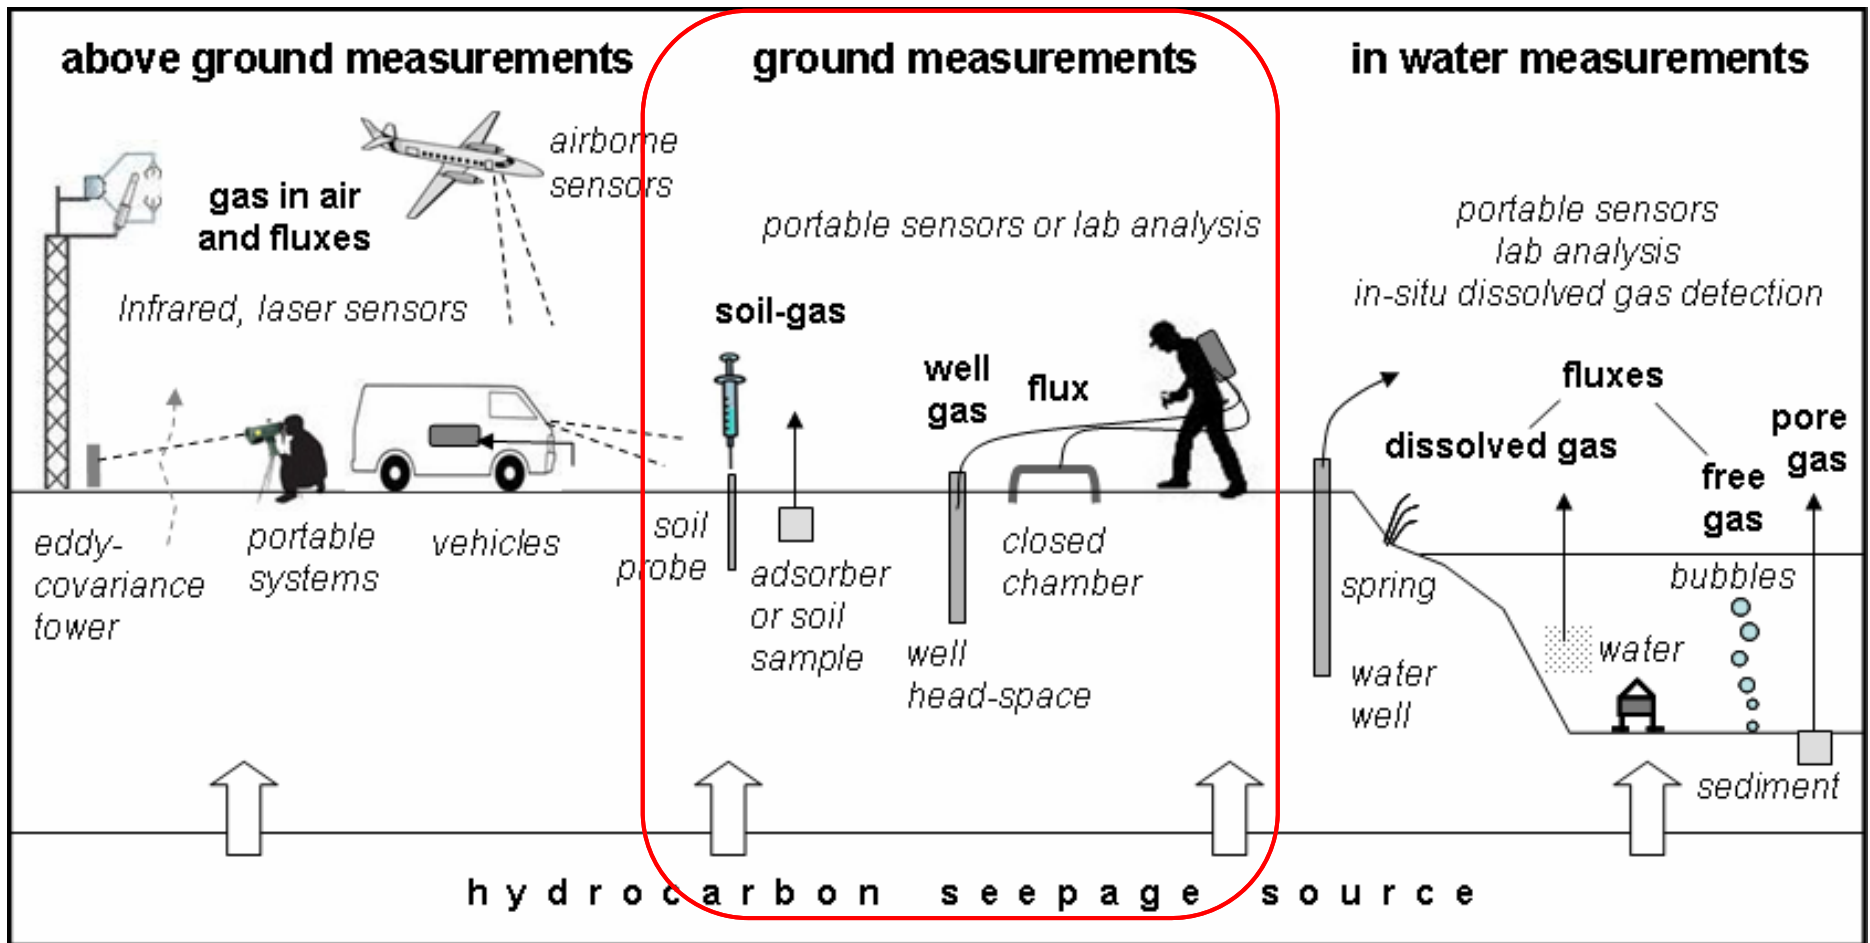 above ground measurements
ground measurements
in water measurements
airborne
sensors
gas in air
and fluxes
Infrared, laser sensors
eddy-
covariance
tower
portable
systems
vehicles
portable sensors or lab analysis
soil-gas
well
gas
flux
soil
probe
adsorber
or soil
sample
well
head-space
closed
chamber
portable sensors
lab analysis
in-situ dissolved gas detection
fluxes
dissolved gas
free
gas
pore
gas
spring
water
well
water
bubbles
sediment
hydrocarbon seepage source